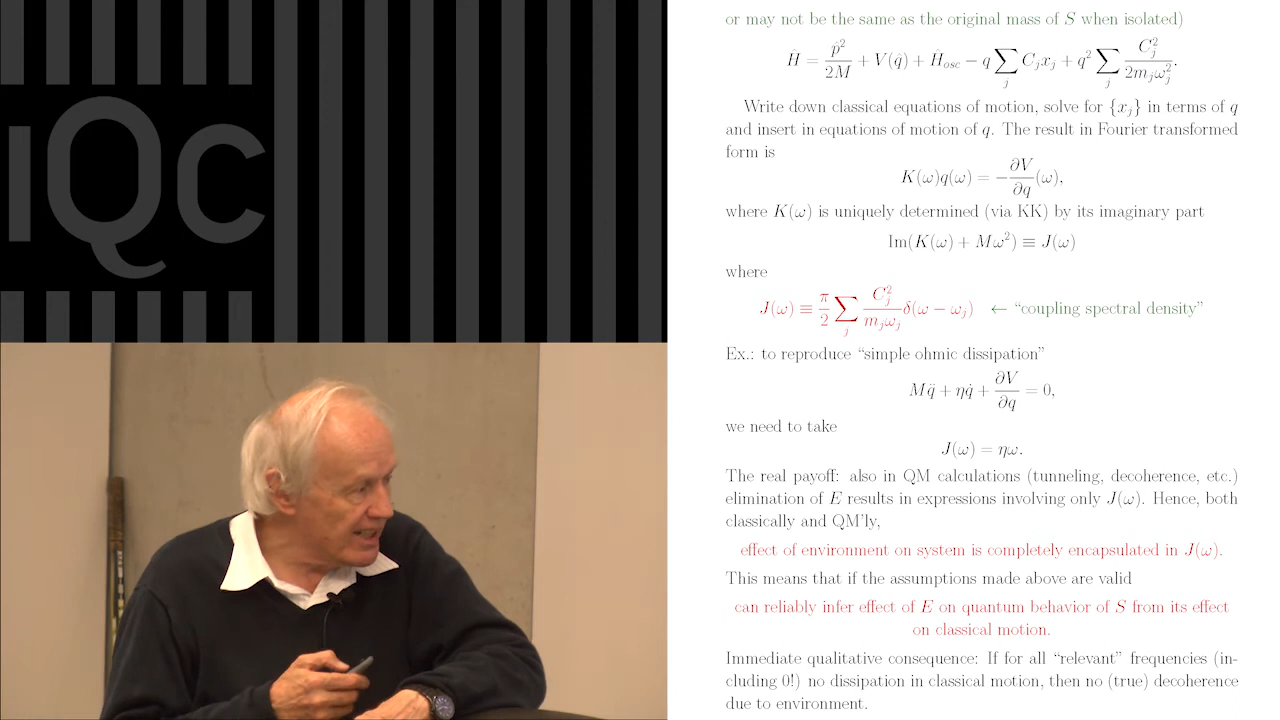 IQC
or may not be the same as the original mass of S when isolated)
Ĥ = p̂²/2M + V(q̂) + Ĥ_osc − q ∑_j C_j x_j + q² ∑_j C_j²/2m_jω_j².
Write down classical equations of motion, solve for {x_j} in terms of q
and insert in equations of motion of q. The result in Fourier transformed
form is
K(ω)q(ω) = −∂V/∂q(ω),
where K(ω) is uniquely determined (via KK) by its imaginary part
Im(K(ω) + Mω²) ≡ J(ω)
where
J(ω) ≡ π/2 ∑_j C_j²/m_jω_j δ(ω − ω_j) ← “coupling spectral density”
Ex.: to reproduce “simple ohmic dissipation”
Mq̈ + ηq̇ + ∂V/∂q = 0,
we need to take
J(ω) = ηω.
The real payoff: also in QM calculations (tunneling, decoherence, etc.)
elimination of E results in expressions involving only J(ω). Hence, both
classically and QM’ly,
effect of environment on system is completely encapsulated in J(ω).
This means that if the assumptions made above are valid
can reliably infer effect of E on quantum behavior of S from its effect
on classical motion.
Immediate qualitative consequence: If for all “relevant” frequencies (in-
cluding 0!) no dissipation in classical motion, then no (true) decoherence
due to environment.